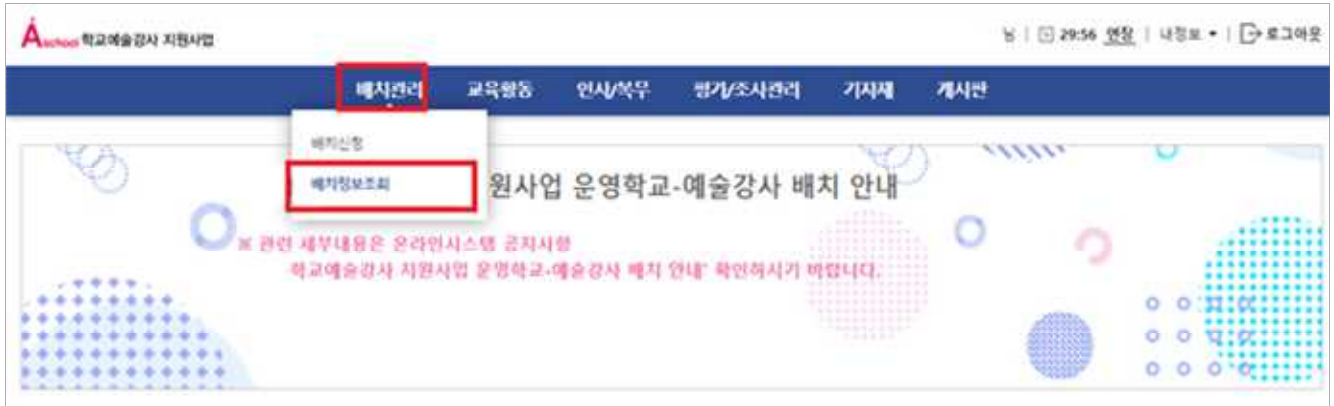 Aschool 학교예술강사 지원사업
님 | 29:56 연장 | 내정보 | 로그아웃
배치관리 교육활동 인사/복무 평가/조사관리 기자재 게시판
배치신청
배치정보조회
원사업 운영학교-예술강사 배치 안내
※ 관련 세부내용은 온라인시스템 공지사항
학교예술강사 지원사업 운영학교-예술강사 배치 안내" 확인하시기 바랍니다.